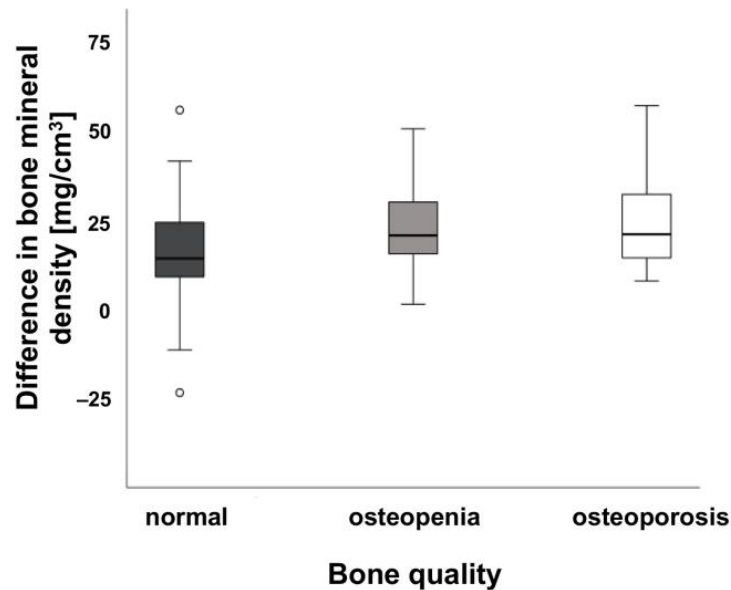 Difference in bone mineral
density [mg/cm³]
75
50
25
0
–25
normal
osteopenia
osteoporosis
Bone quality